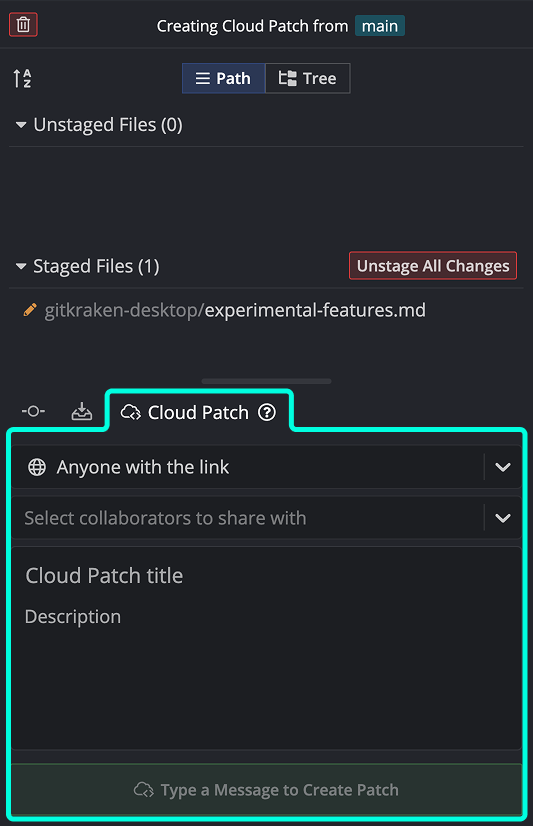 Creating Cloud Patch from main
A
Z
Path
Tree
Unstaged Files (0)
Staged Files (1)
Unstage All Changes
gitkraken-desktop/experimental-features.md
Cloud Patch ?
Anyone with the link
Select collaborators to share with
Cloud Patch title
Description
Type a Message to Create Patch